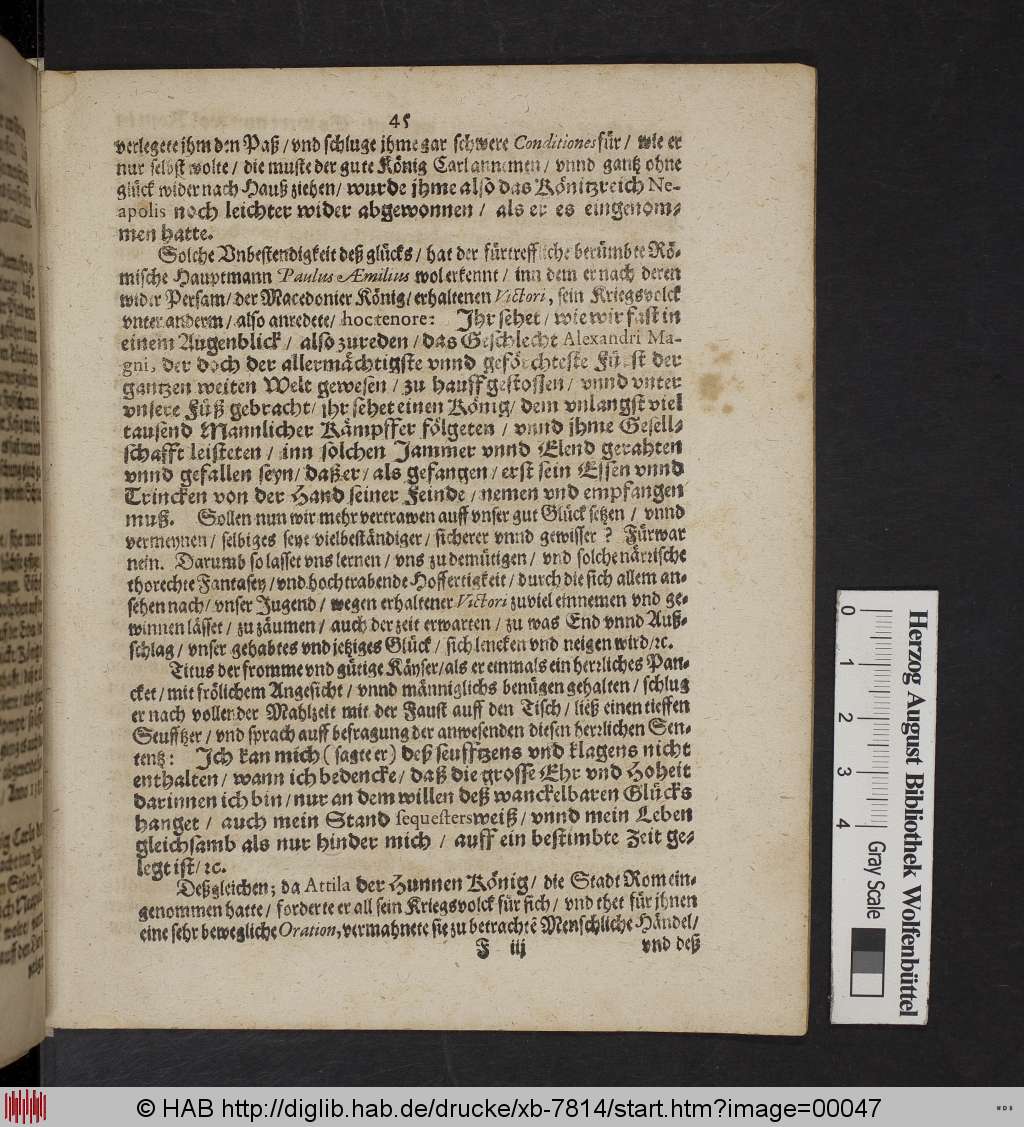 45
verlegete jhm den Paß / vnd schluge jhme gar schwere Conditiones für / wie er
nur selbst wolte / die muste der gute König Carl annemen / vnnd gantz ohne
glück wider nach Hauß ziehen / wurde jhme also das Königreich Ne-
apolis noch leichter wider abgewonnen / als er es eingenom-
men hatte.
Solche Vnbestendigkeit deß glücks / hat der fürtreffliche berümbte Rö-
mische Hauptmann Paulus Æmilius wol erkennt / inn dem er nach deren
wider Persam / der Macedonier König / erhaltenen Victori, sein Kriegsvolck
vnter anderm / also anredete / hoc tenore: Jhr sehet / wie wir fast in
einem Augenblick / also zureden / das Geschlecht Alexandri Ma-
gni, der doch der allermächtigste vnnd geförchteste Fürst der
gantzen weiten Welt gewesen / zu hauff gestossen / vnnd vnter
vnsere Füß gebracht / jhr sehet einen König / dem vnlangst viel
tausend Mannlicher Kämpffer fölgeten / vnnd jhme Gesell-
schafft leisteten / inn solchen Jammer vnnd Elend gerahten
vnnd gefallen seyn / daß er / als gefangen / erst sein Essen vnnd
Trincken von der Hand seiner Feinde / nemen vnd empfangen
muß. Sollen nun wir mehr vertrawen auff vnser gut Glück setzen / vnnd
vermeynen / selbiges seye viel beständiger / sicherer vnnd gewisser? Fürwar
nein. Darumb so lasset vns lernen / vns zu demütigen / vnd solche närrische
thorechte Fantasey / vnd hochtrabende Hoffertigkeit / durch die sich allem an-
sehen nach / vnser Jugend / wegen erhaltener Victori zuviel einnemen vnd ge-
winnen lässet / zu zäumen / auch der zeit erwarten / zu was End vnnd Auß-
schlag / vnser gehabtes vnd jetziges Glück / sich lencken vnd neigen wird / ꝛc.
Titus der fromme vnd gütige Käyser / als er einmals ein herrliches Pan-
cket / mit frölichem Angesicht / vnnd männiglichs benügen gehalten / schlug
er nach vollender Mahlzeit mit der Faust auff den Tisch / ließ einen tieffen
Seufftzer / vnd sprach auff befragung der anwesenden diesen herrlichen Sen-
tentz: Jch kan mich ( sagte er ) deß seufftzens vnd klagens nicht
enthalten / wann ich bedencke / daß die grosse Ehr vnd Hoheit
darinnen ich bin / nur an dem willen deß wanckelbaren Glücks
hanget / auch mein Stand sequestersweiß / vnnd mein Leben
gleichsamb als nur hinder mich / auff ein bestimbte Zeit ge-
legt ist / ꝛc.
Deßgleichen; da Attila der Hunnen König / die Stadt Rom ein-
genommen hatte / forderte er all sein Kriegsvolck für sich / vnd thet für jhnen
eine sehr bewegliche Oration, vermahnete sie zu betrachtē Menschliche Händel /
F iij vnd deß
0
1
2
3
4
Gray Scale
Herzog August Bibliothek Wolfenbüttel
© HAB http://diglib.hab.de/drucke/xb-7814/start.htm?image=00047